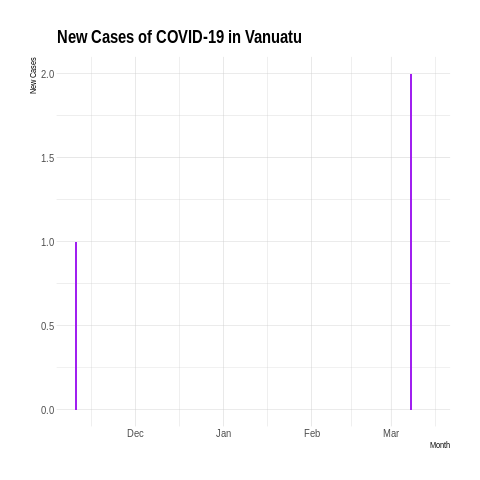 New Cases of COVID-19 in Vanuatu
New Cases
2.0
1.5
1.0
0.5
0.0
Dec Jan Feb Mar
Month